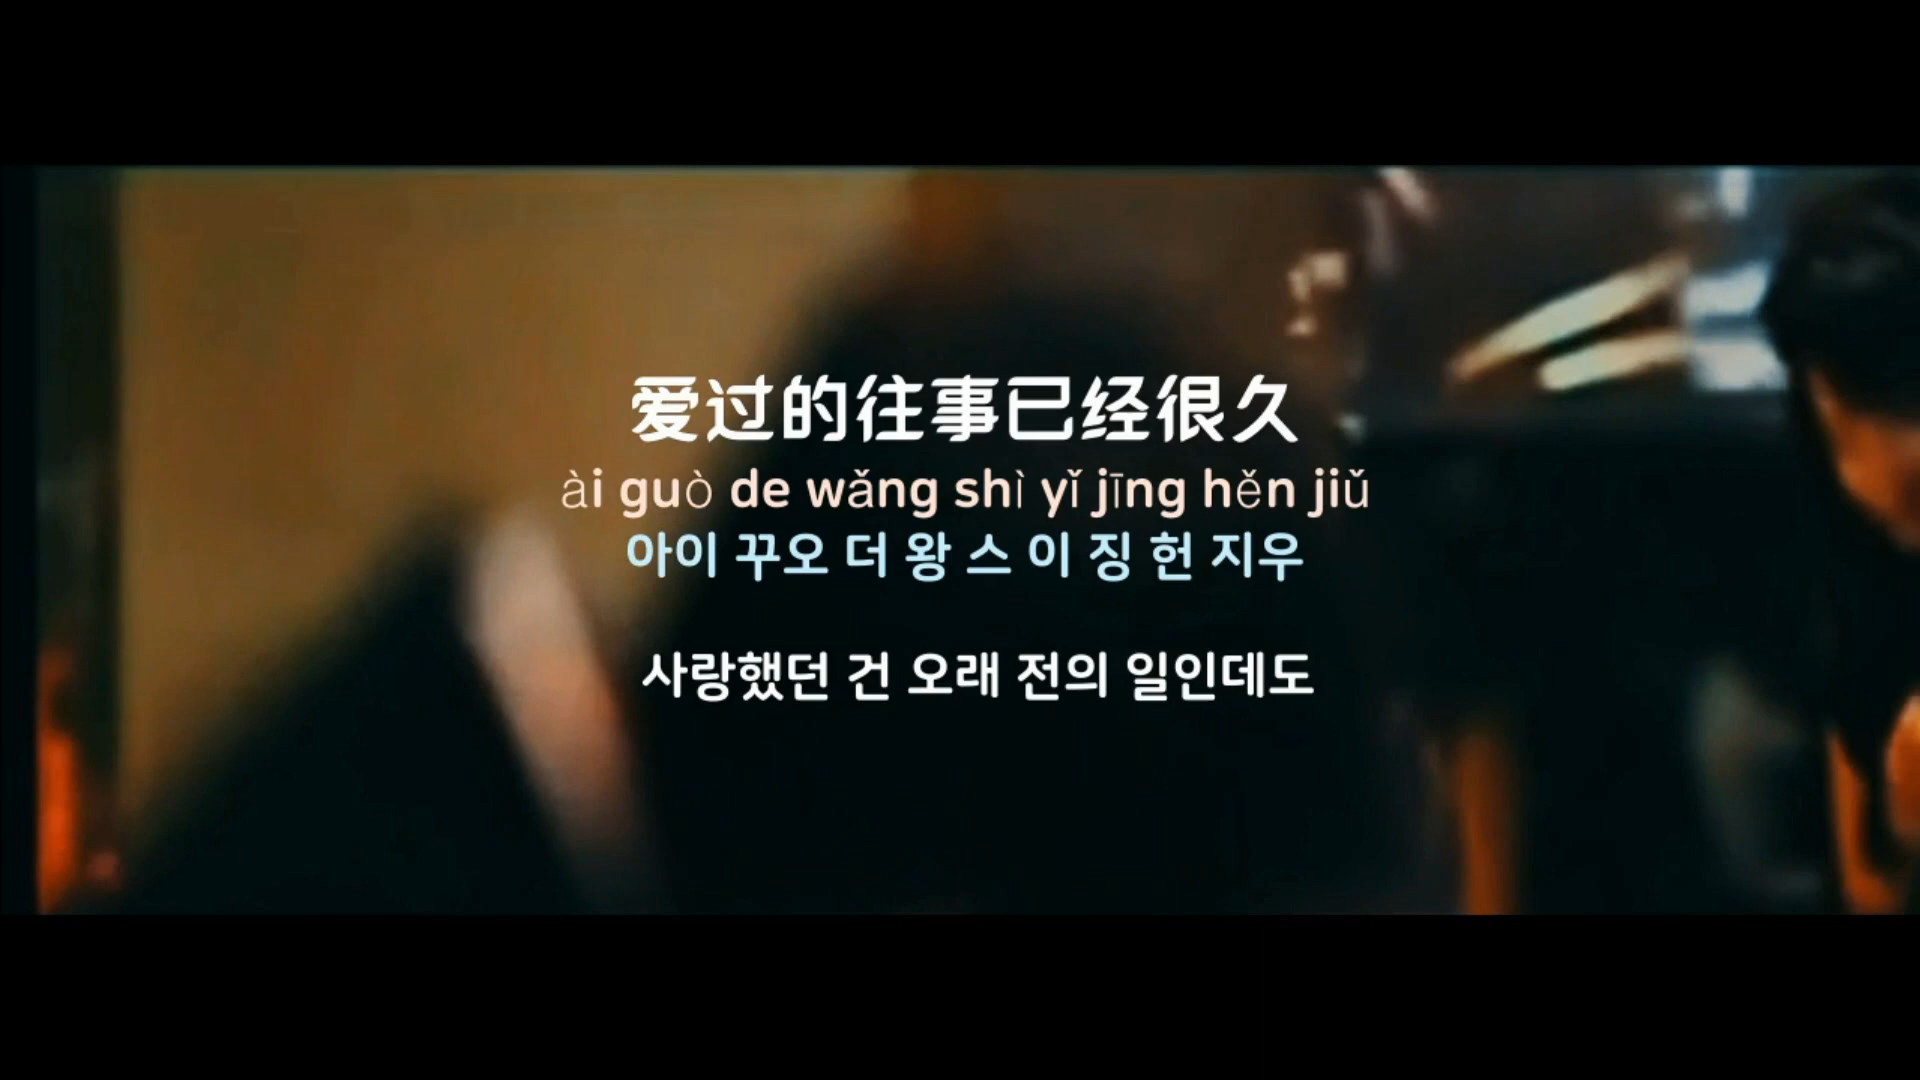 爱过的往事已经很久
ài guò de wǎng shì yǐ jīng hěn jiǔ
아이 꾸오 더 왕 스 이 징 헌 지우
사랑했던 건 오래 전의 일인데도